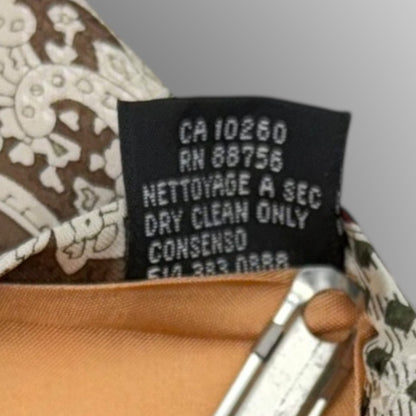 CA 10260
RN 88756
NETTOYAGE A SEC
DRY CLEAN ONLY
CONSENSO
514 383 0888